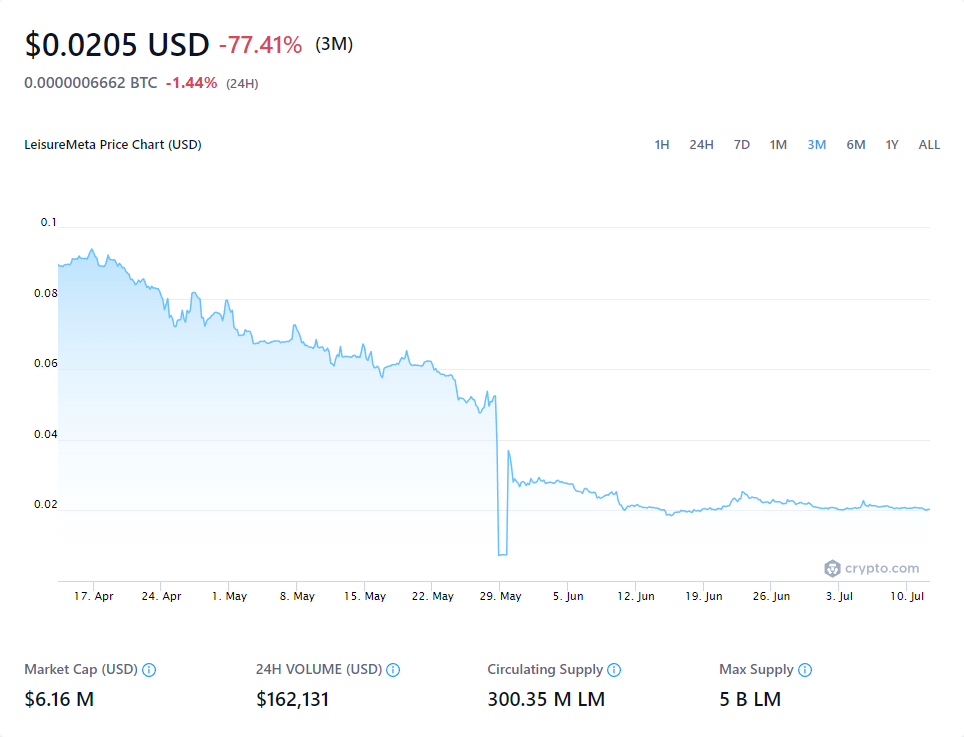 $0.0205 USD -77.41% (3M)
0.0000006662 BTC -1.44% (24H)
LeisureMeta Price Chart (USD) 1H 24H 7D 1M 3M 6M 1Y ALL
0.1
0.08
0.06
0.04
0.02
crypto.com
17. Apr 24. Apr 1. May 8. May 15. May 22. May 29. May 5. Jun 12. Jun 19. Jun 26. Jun 3. Jul 10. Jul
Market Cap (USD) 24H VOLUME (USD) Circulating Supply Max Supply
$6.16 M $162,131 300.35 M LM 5 B LM